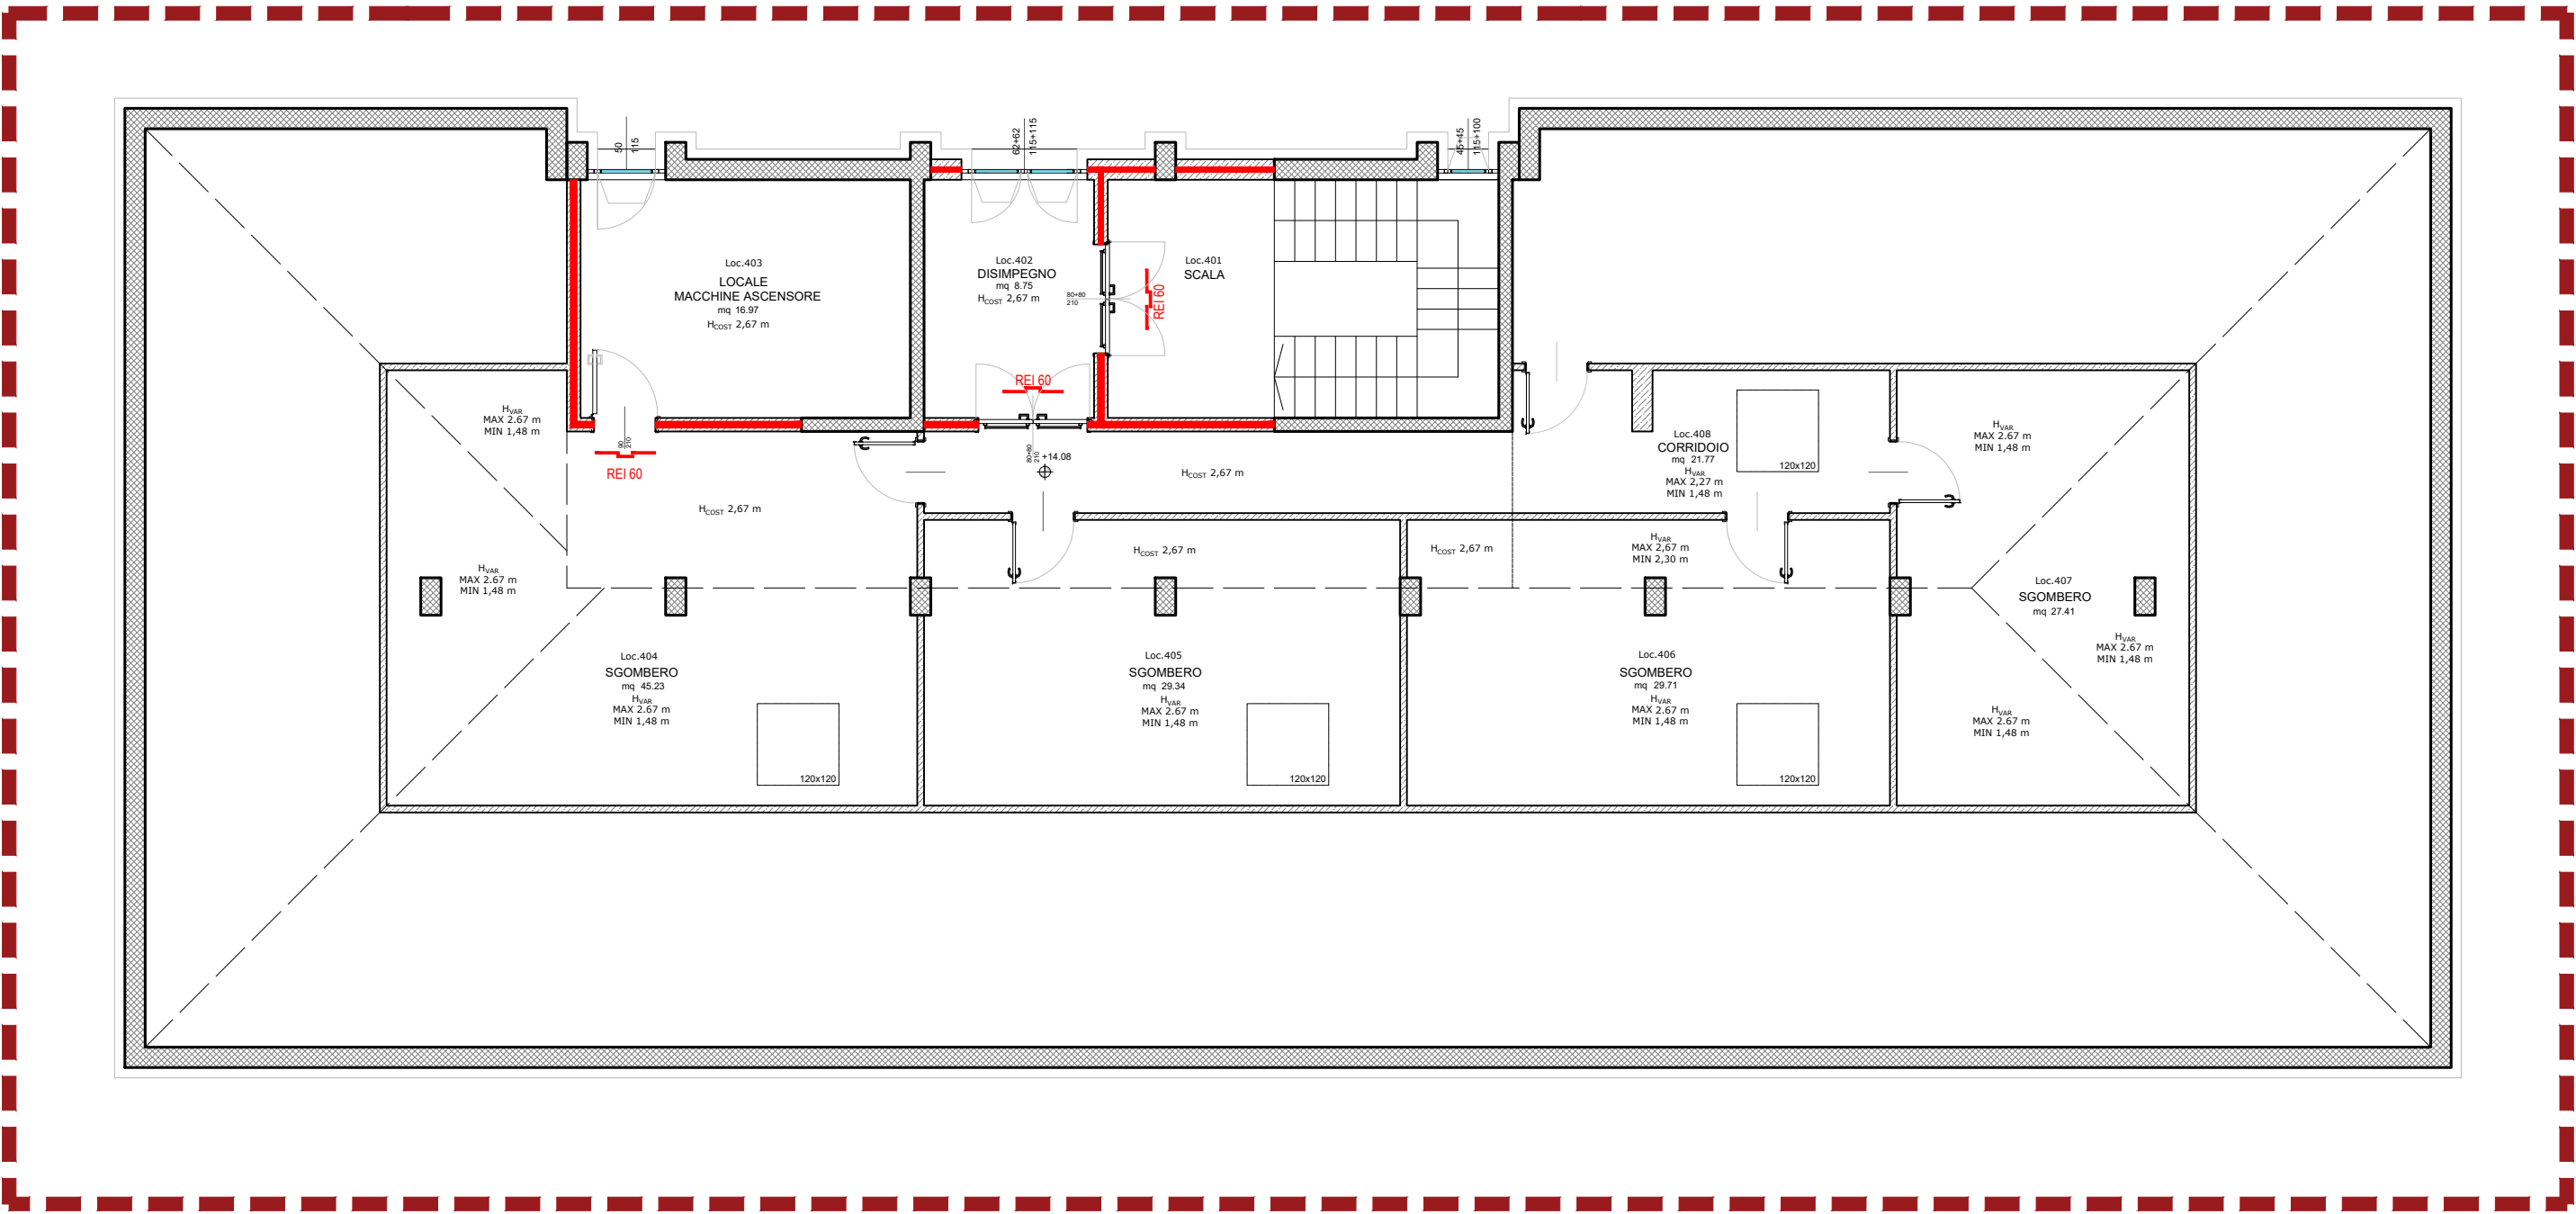 50
115
62+62
115+115
45+45
115+100
Loc.403
LOCALE
MACCHINE ASCENSORE
mq 16.97
HCOST 2,67 m
Loc.402
DISIMPEGNO
mq 8.75
HCOST 2,67 m
80+80
210
REI 60
Loc.401
SCALA
REI 60
HVAR
MAX 2.67 m
MIN 1,48 m
90
210
REI 60
80+80
210
+14.08
HCOST 2,67 m
HCOST 2,67 m
Loc.408
CORRIDOIO
mq 21.77
HVAR
MAX 2,27 m
MIN 1,48 m
120x120
HVAR
MAX 2.67 m
MIN 1,48 m
HVAR
MAX 2.67 m
MIN 1,48 m
HCOST 2,67 m
HCOST 2,67 m
HVAR
MAX 2,67 m
MIN 2,30 m
Loc.407
SGOMBERO
mq 27.41
HVAR
MAX 2.67 m
MIN 1,48 m
Loc.404
SGOMBERO
mq 45.23
HVAR
MAX 2.67 m
MIN 1,48 m
120x120
Loc.405
SGOMBERO
mq 29.34
HVAR
MAX 2.67 m
MIN 1,48 m
120x120
Loc.406
SGOMBERO
mq 29.71
HVAR
MAX 2.67 m
MIN 1,48 m
120x120
HVAR
MAX 2.67 m
MIN 1,48 m